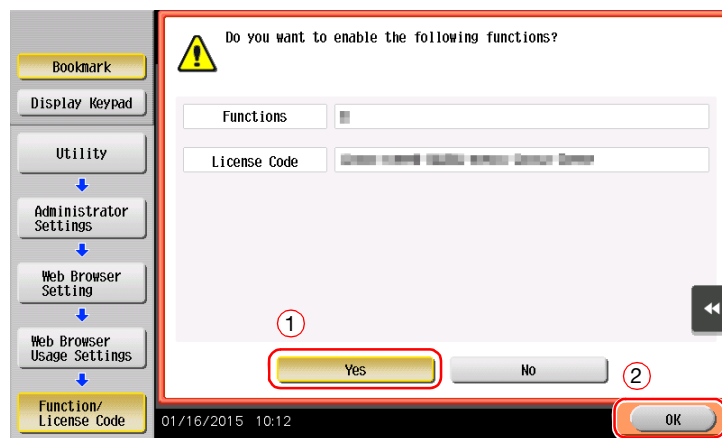 Do you want to enable the following functions?
Bookmark
Display Keypad
Functions
Utility
License Code
Administrator
Settings
Web Browser
Setting
1
Web Browser
Usage Settings
Yes
No
2
Function/
License Code
01/16/2015 10:12
OK